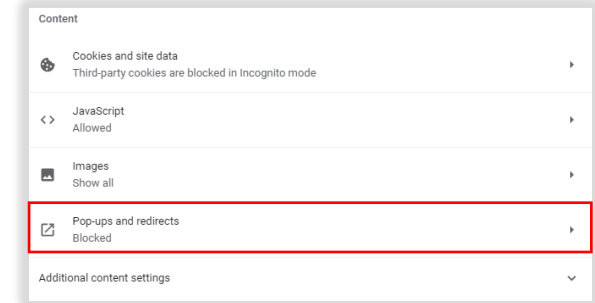 Content
Cookies and site data
Third-party cookies are blocked in Incognito mode
JavaScript
Allowed
Images
Show all
Pop-ups and redirects
Blocked
Additional content settings